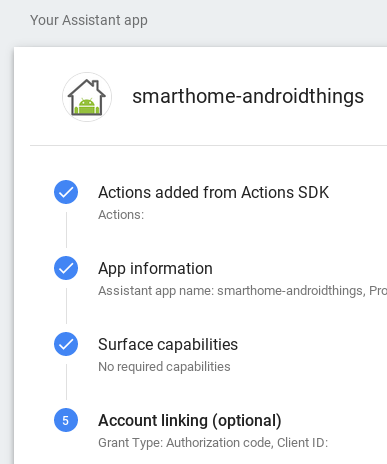 Your Assistant app
smarthome-androidthings
Actions added from Actions SDK
Actions:
App information
Assistant app name: smarthome-androidthings, Pro
Surface capabilities
No required capabilities
5
Account linking (optional)
Grant Type: Authorization code, Client ID: